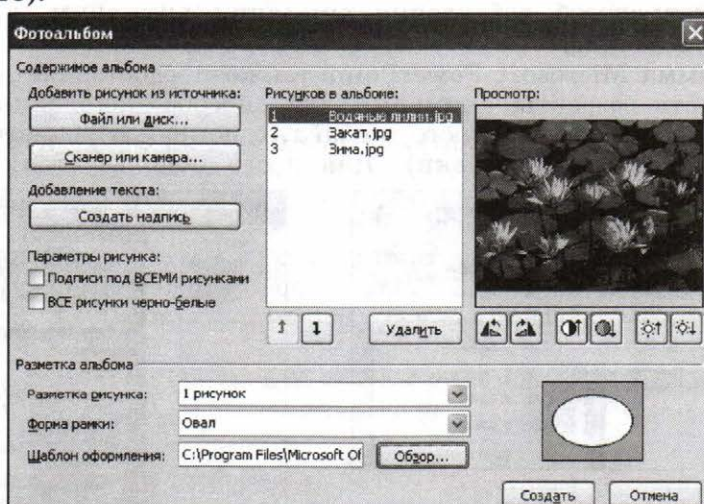 Фотоальбом
Содержимое альбома
Добавить рисунок из источника:
Файл или диск...
Сканер или камера...
Добавление текста:
Создать надпись
Параметры рисунка:
Подписи под ВСЕМИ рисунками
ВСЕ рисунки черно-белые
Рисунков в альбоме:
1 Водяные лилии.jpg
2 Закат.jpg
3 Зима.jpg
Удалить
Просмотр:
Разметка альбома
Разметка рисунка: 1 рисунок
Форма рамки: Овал
Шаблон оформления: C:\Program Files\Microsoft Of Обзор...
Создать Отмена